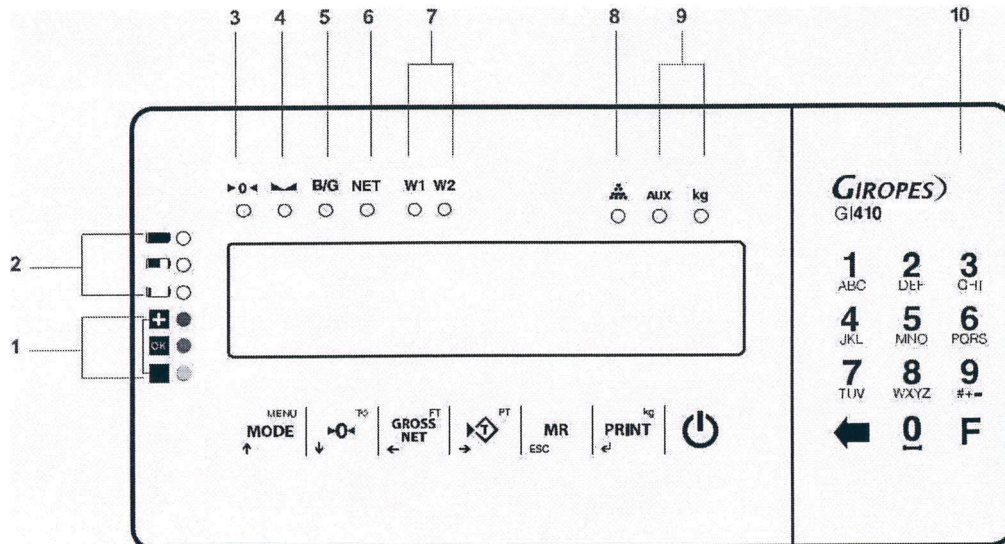 3 4 5 6 7 8 9 10
▶0◀ B/G NET W1 W2 AUX kg
GIROPES
GI410
2
1
OK
1 2 3
ABC DEF GHI
4 5 6
JKL MNO PQRS
7 8 9
TUV WXYZ #+-
0 F
MENU FT PT kg
MODE ▶0◀ GROSS NET T MR PRINT
ESC